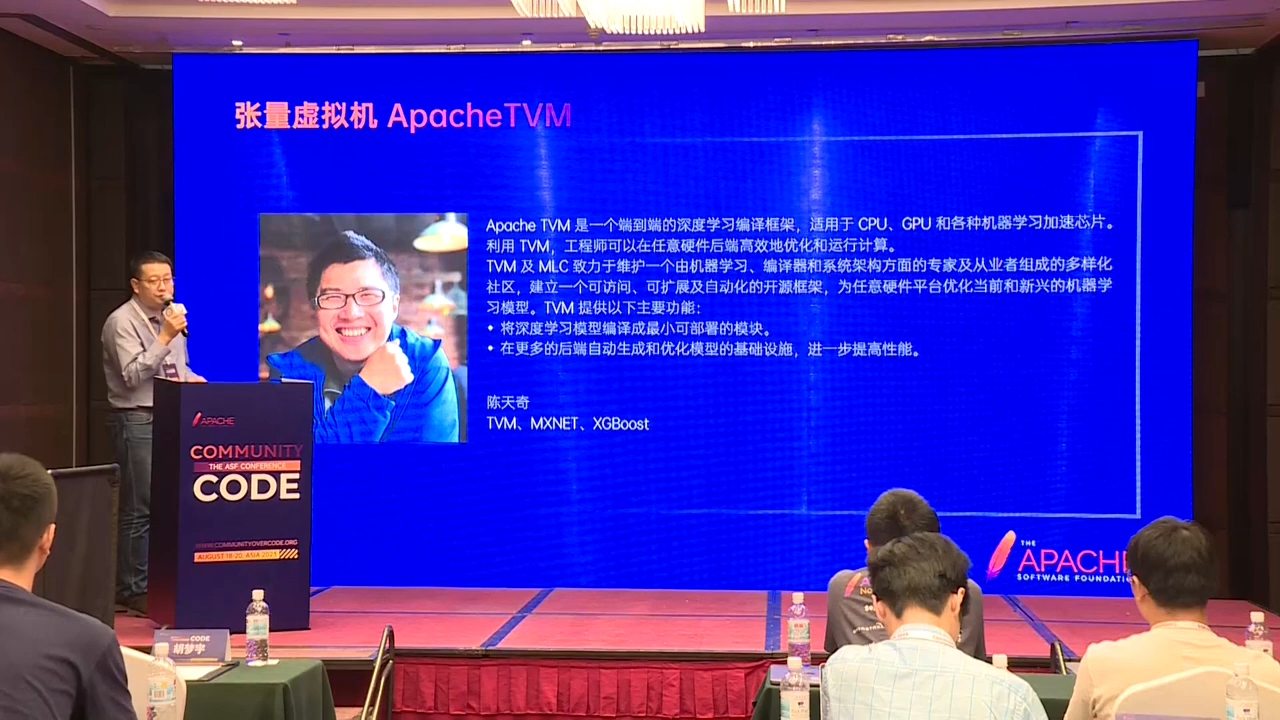 张量虚拟机 ApacheTVM
Apache TVM 是一个端到端的深度学习编译框架，适用于 CPU、GPU 和各种机器学习加速芯片。
利用 TVM，工程师可以在任意硬件后端高效地优化和运行计算。
TVM 及 MLC 致力于维护一个由机器学习、编译器和系统架构方面的专家及从业者组成的多样化
社区，建立一个可访问、可扩展及自动化的开源框架，为任意硬件平台优化当前和新兴的机器学
习模型。TVM 提供以下主要功能：
• 将深度学习模型编译成最小可部署的模块。
• 在更多的后端自动生成和优化模型的基础设施，进一步提高性能。
陈天奇
TVM、MXNET、XGBoost
THE
APACHE
SOFTWARE FOUNDATIO
APACHE
COMMUNITY
THE ASF CONFERENCE
CODE
WWW.COMMUNITYOVERCODE.ORG
AUGUST 18-20, ASIA 2023
CODE
胡梦宇